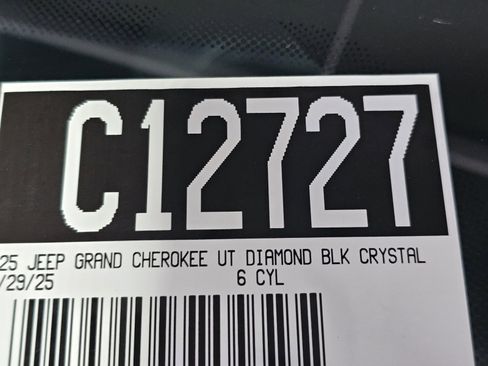 C12727
25 JEEP GRAND CHEROKEE UT DIAMOND BLK CRYSTAL
/29/25 6 CYL